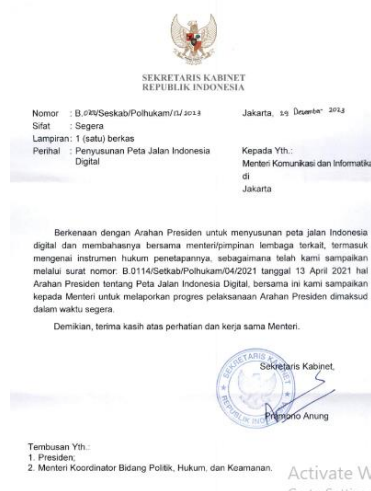 SEKRETARIS KABINET
REPUBLIK INDONESIA
Nomor : /Seskab/Polhukam/12/2023
Jakarta, 29 Desember 2023
Sifat : Segera
Lampiran: 1 (satu) berkas
Perihal : Penyusunan Peta Jalan Indonesia
Digital
Kepada Yth.:
Menteri Komunikasi dan Informatika
di
Jakarta
Berkenaan dengan Arahan Presiden untuk menyusunan peta jalan Indonesia
digital dan membahasnya bersama menteri/pimpinan lembaga terkait, termasuk
mengenai instrumen hukum penetapannya, sebagaimana telah kami sampaikan
melalui surat nomor: B.0114/Setkab/Polhukam/04/2021 tanggal 13 April 2021 hal
Arahan Presiden tentang Peta Jalan Indonesia Digital, bersama ini kami sampaikan
kepada Menteri untuk melaporkan progres pelaksanaan Arahan Presiden dimaksud
dalam waktu segera.
Demikian, terima kasih atas perhatian dan kerja sama Menteri.
Sekretaris Kabinet,
SEKRETARIS KABINET
REPUBLIK INDONESIA
Pramono Anung
Tembusan Yth.:
1. Presiden;
2. Menteri Koordinator Bidang Politik, Hukum, dan Keamanan.
Activate W